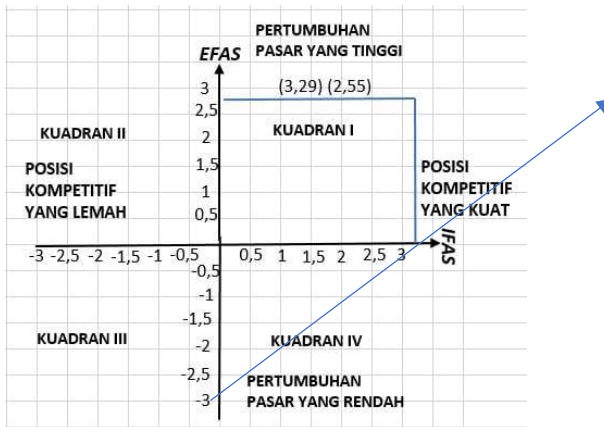 PERTUMBUHAN
EFAS PASAR YANG TINGGI
3 (3,29) (2,55)
2,5
KUADRAN II 2 KUADRAN I
POSISI
KOMPETITIF
YANG LEMAH
1,5
1
0,5
POSISI
KOMPETITIF
YANG KUAT
IFAS
-3 -2,5 -2 -1,5 -1 -0,5 0,5 1 1,5 2 2,5 3
-0,5
-1
-1,5
KUADRAN III -2 KUADRAN IV
-2,5
-3
PERTUMBUHAN
PASAR YANG RENDAH